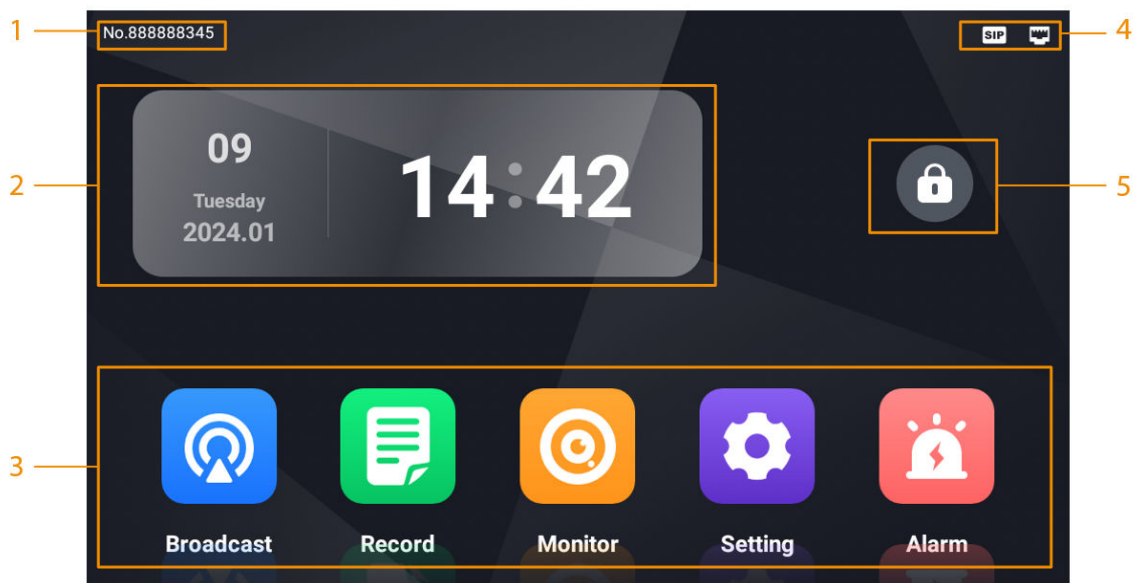 1
No.888888345
SIP
4
2
09
Tuesday
2024.01
14:42
5
3
Broadcast
Record
Monitor
Setting
Alarm